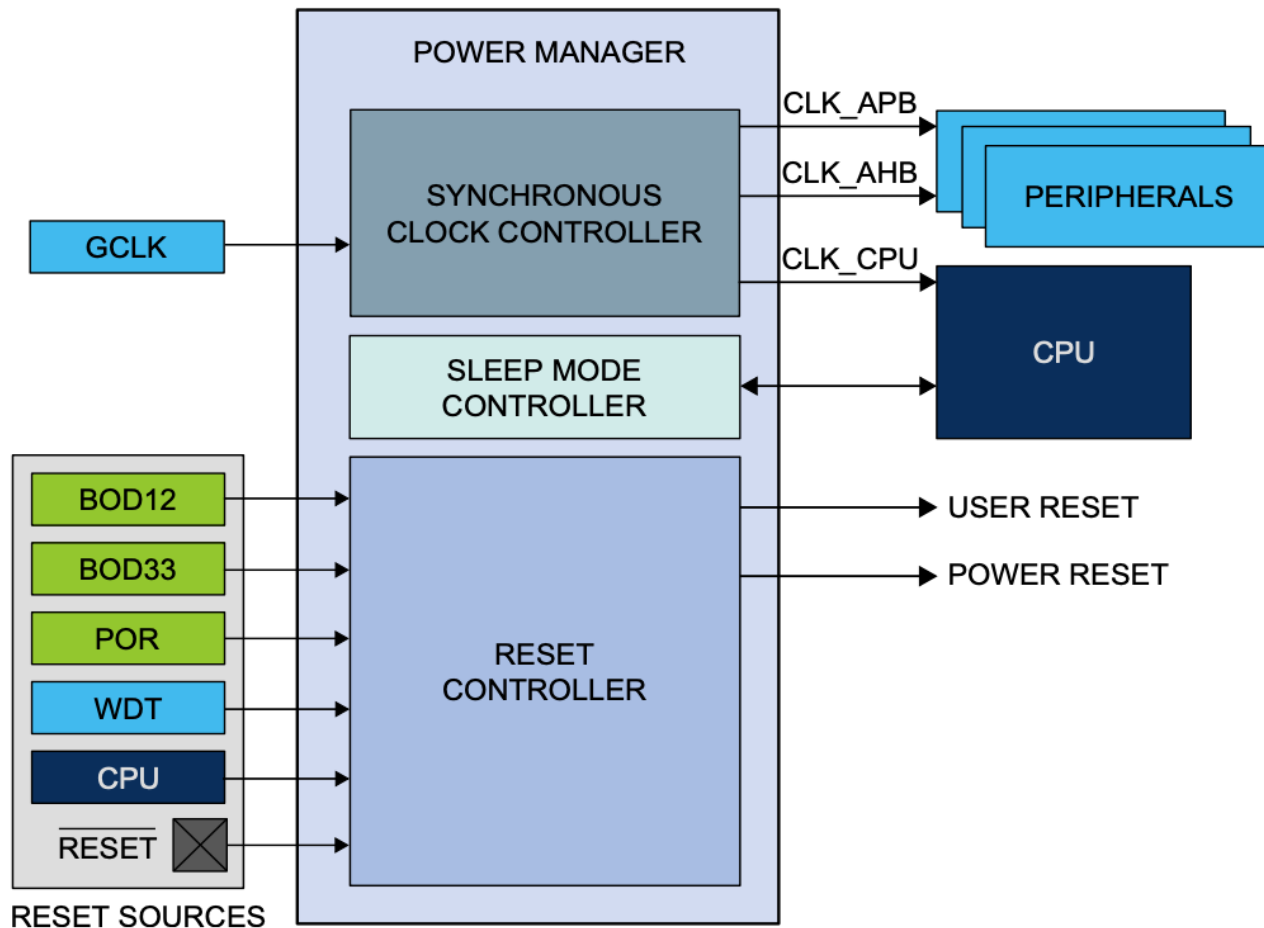 POWER MANAGER
CLK_APB
SYNCHRONOUS
CLOCK CONTROLLER
CLK_AHB
PERIPHERALS
GCLK
CLK_CPU
CPU
SLEEP MODE
CONTROLLER
BOD12
BOD33
POR
WDT
CPU
RESET
RESET SOURCES
RESET
CONTROLLER
USER RESET
POWER RESET